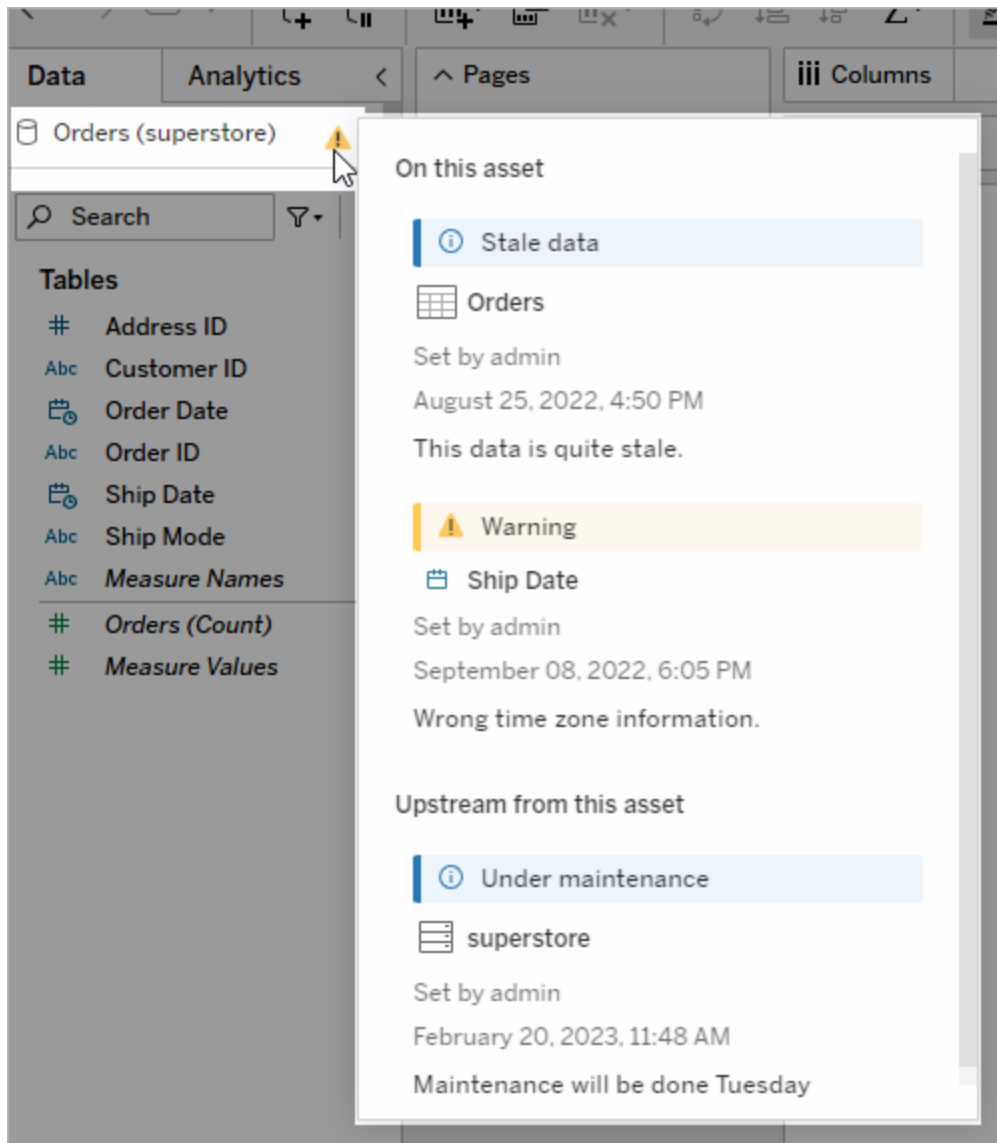 Data
Analytics
Pages
Columns
Orders (superstore)
Search
Tables
Address ID
Abc Customer ID
Order Date
Abc Order ID
Ship Date
Abc Ship Mode
Abc Measure Names
Orders (Count)
Measure Values
On this asset
Stale data
Orders
Set by admin
August 25, 2022, 4:50 PM
This data is quite stale.
Warning
Ship Date
Set by admin
September 08, 2022, 6:05 PM
Wrong time zone information.
Upstream from this asset
Under maintenance
superstore
Set by admin
February 20, 2023, 11:48 AM
Maintenance will be done Tuesday